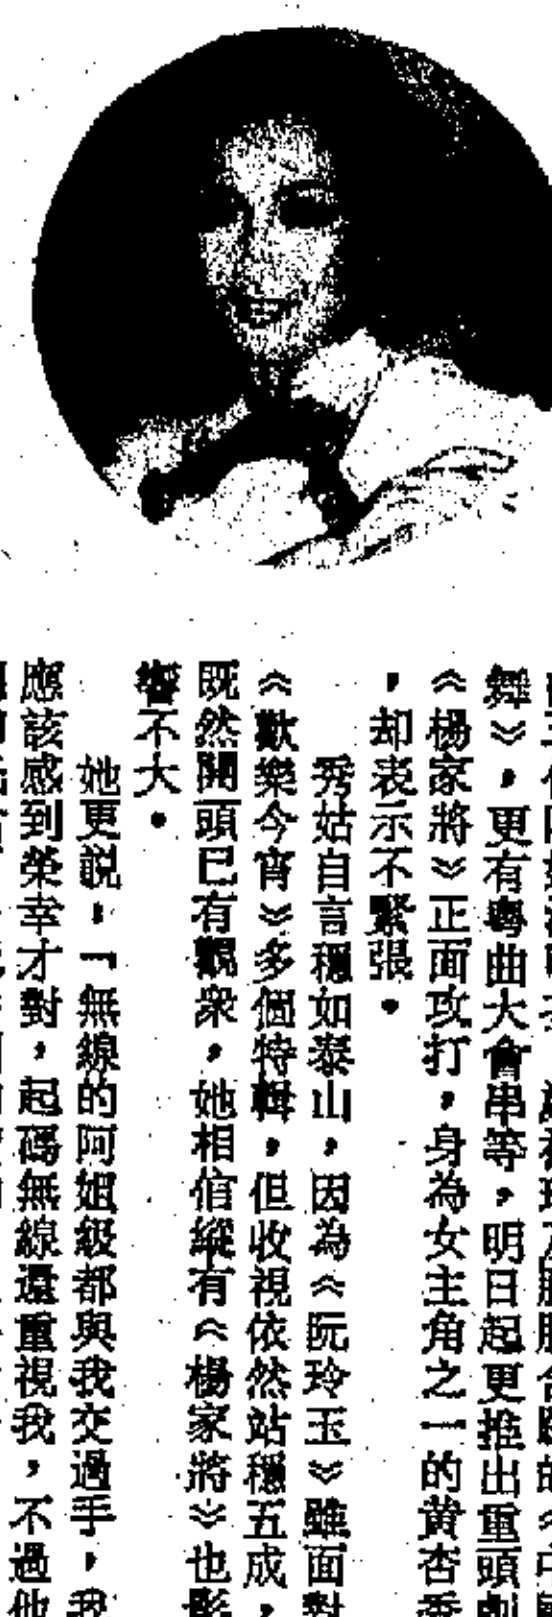 舞》，更有粵曲大會串等，明日起更推出重頭劇
《楊家將》正面攻打，身為女主角之一的黃杏秀
，却表示不緊張。
秀姑自言穩如泰山，因為《阮玲玉》雖面對
《歡樂今宵》多個特輯，但收視依然站穩五成，
既然開頭已有觀衆，她相信縱有《楊家將》也影
響不大。
她更説，「無線的阿姐級都與我交過手，我
應該感到榮幸才對，起碼無線還重視我，不過他